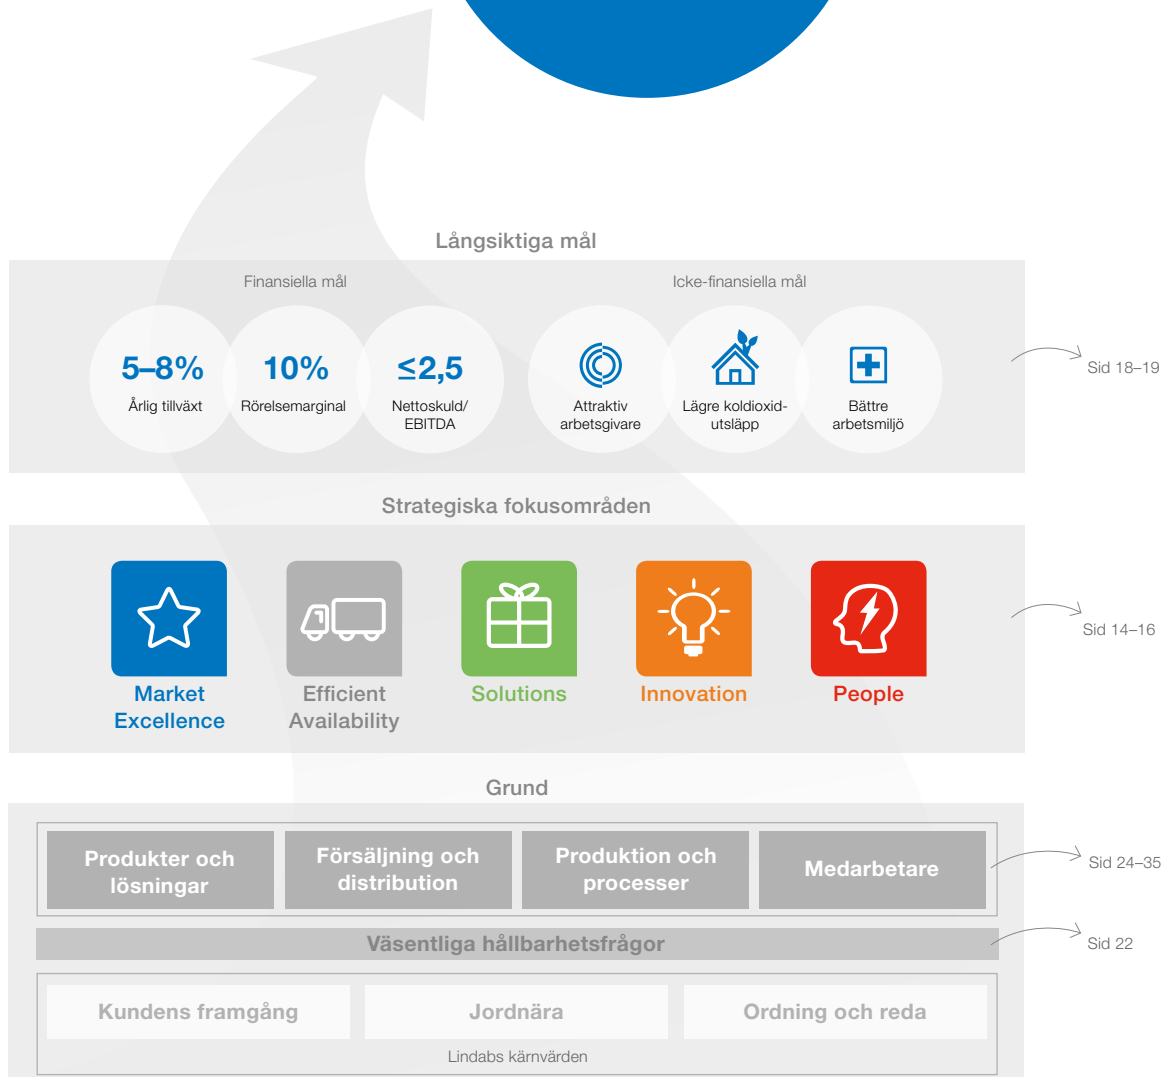 Långsiktiga mål
Finansiella mål
Icke-finansiella mål
5–8%
Årlig tillväxt
10%
Rörelsemarginal
≤2,5
Nettoskuld/
EBITDA
Attraktiv
arbetsgivare
Lägre koldioxid-
utsläpp
Bättre
arbetsmiljö
Sid 18–19
Strategiska fokusområden
Market
Excellence
Efficient
Availability
Solutions
Innovation
People
Sid 14–16
Grund
Produkter och
lösningar
Försäljning och
distribution
Produktion och
processer
Medarbetare
Sid 24–35
Väsentliga hållbarhetsfrågor
Sid 22
Kundens framgång
Jordnära
Ordning och reda
Lindabs kärnvärden